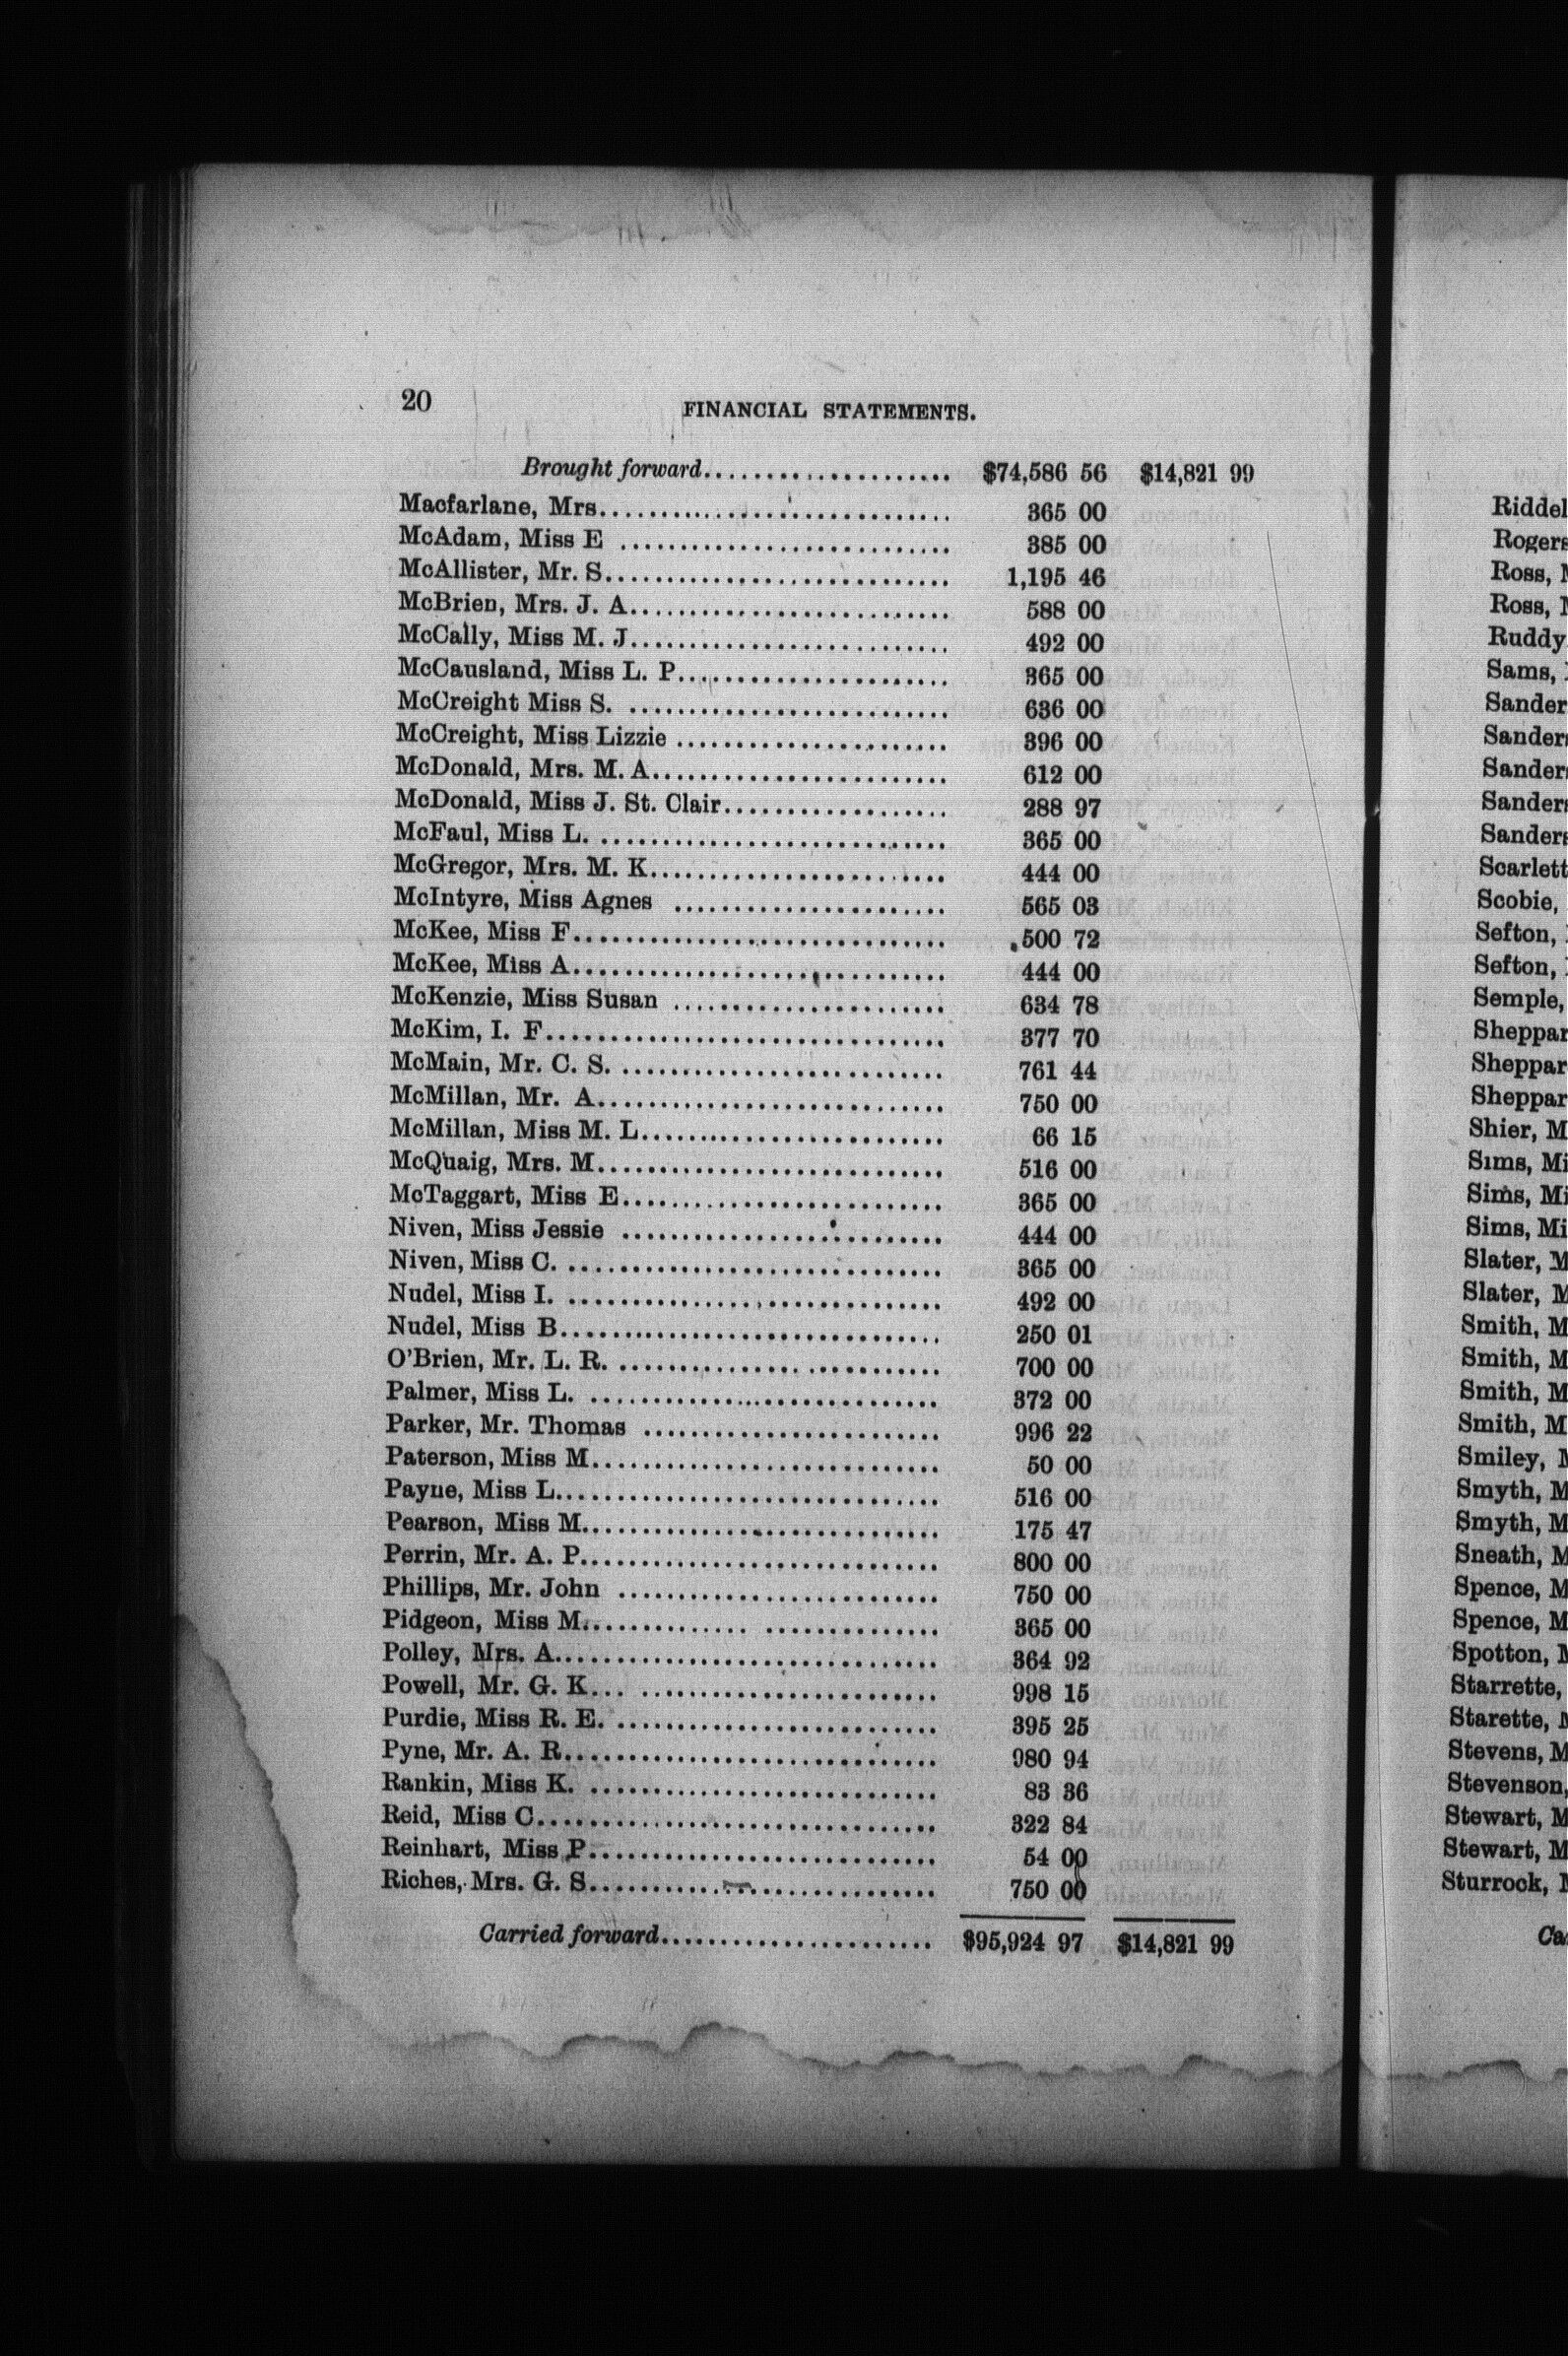 20
FINANCIAL STATEMENTS.
Brought forward..................... $74,586 56 $14,821 99
Macfarlane, Mrs............................. 365 00
McAdam, Miss E ............................ 385 00
McAllister, Mr. S............................. 1,195 46
McBrien, Mrs. J. A........................... 588 00
McCally, Miss M. J........................... 492 00
McCausland, Miss L. P....................... 365 00
McCreight Miss S. ........................... 636 00
McCreight, Miss Lizzie ....................... 396 00
McDonald, Mrs. M. A......................... 612 00
McDonald, Miss J. St. Clair................... 288 97
McFaul, Miss L. ............................. 365 00
McGregor, Mrs. M. K......................... 444 00
McIntyre, Miss Agnes ....................... 565 03
McKee, Miss F............................... 500 72
McKee, Miss A............................... 444 00
McKenzie, Miss Susan ....................... 634 78
McKim, I. F................................. 377 70
McMain, Mr. C. S. ........................... 761 44
McMillan, Mr. A............................. 750 00
McMillan, Miss M. L......................... 66 15
McQuaig, Mrs. M............................. 516 00
McTaggart, Miss E........................... 365 00
Niven, Miss Jessie ........................... 444 00
Niven, Miss C. ............................... 365 00
Nudel, Miss I. ............................... 492 00
Nudel, Miss B............................... 250 01
O'Brien, Mr. L. R. ........................... 700 00
Palmer, Miss L. ............................. 372 00
Parker, Mr. Thomas ......................... 996 22
Paterson, Miss M............................. 50 00
Payne, Miss L............................... 516 00
Pearson, Miss M............................. 175 47
Perrin, Mr. A. P............................. 800 00
Phillips, Mr. John ........................... 750 00
Pidgeon, Miss M............... ............... 365 00
Polley, Mrs. A............................... 364 92
Powell, Mr. G. K... ......................... 998 15
Purdie, Miss R. E. ........................... 395 25
Pyne, Mr. A. R............................... 980 94
Rankin, Miss K. ............................. 83 36
Reid, Miss C................................. 322 84
Reinhart, Miss P............................. 54 00
Riches, Mrs. G. S............................. 750 00
Carried forward....................... $95,924 97 $14,821 99
Riddel
Rogers
Ross,
Ross,
Ruddy
Sams,
Sander
Sanders
Sander
Sanders
Sanders
Scarlett
Scobie,
Sefton,
Sefton,
Semple,
Sheppar
Sheppar
Sheppar
Shier, M
Sims, Mi
Sims, Mi
Sims, Mi
Slater, M
Slater, M
Smith, M
Smith, M
Smith, M
Smith, M
Smiley,
Smyth, M
Smyth, M
Sneath, M
Spence, M
Spence, M
Spotton,
Starrette,
Starette,
Stevens, M
Stevenson,
Stewart, M
Stewart, M
Sturrock,
Ca